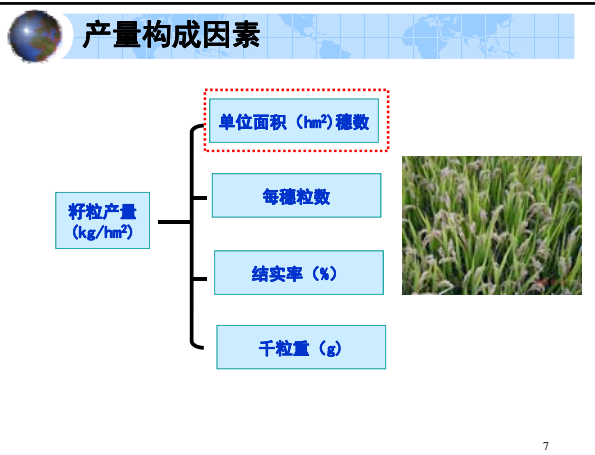 产量构成因素
单位面积（hm²)穗数
每穗粒数
籽粒产量
(kg/hm²)
结实率（%）
千粒重（g)
7